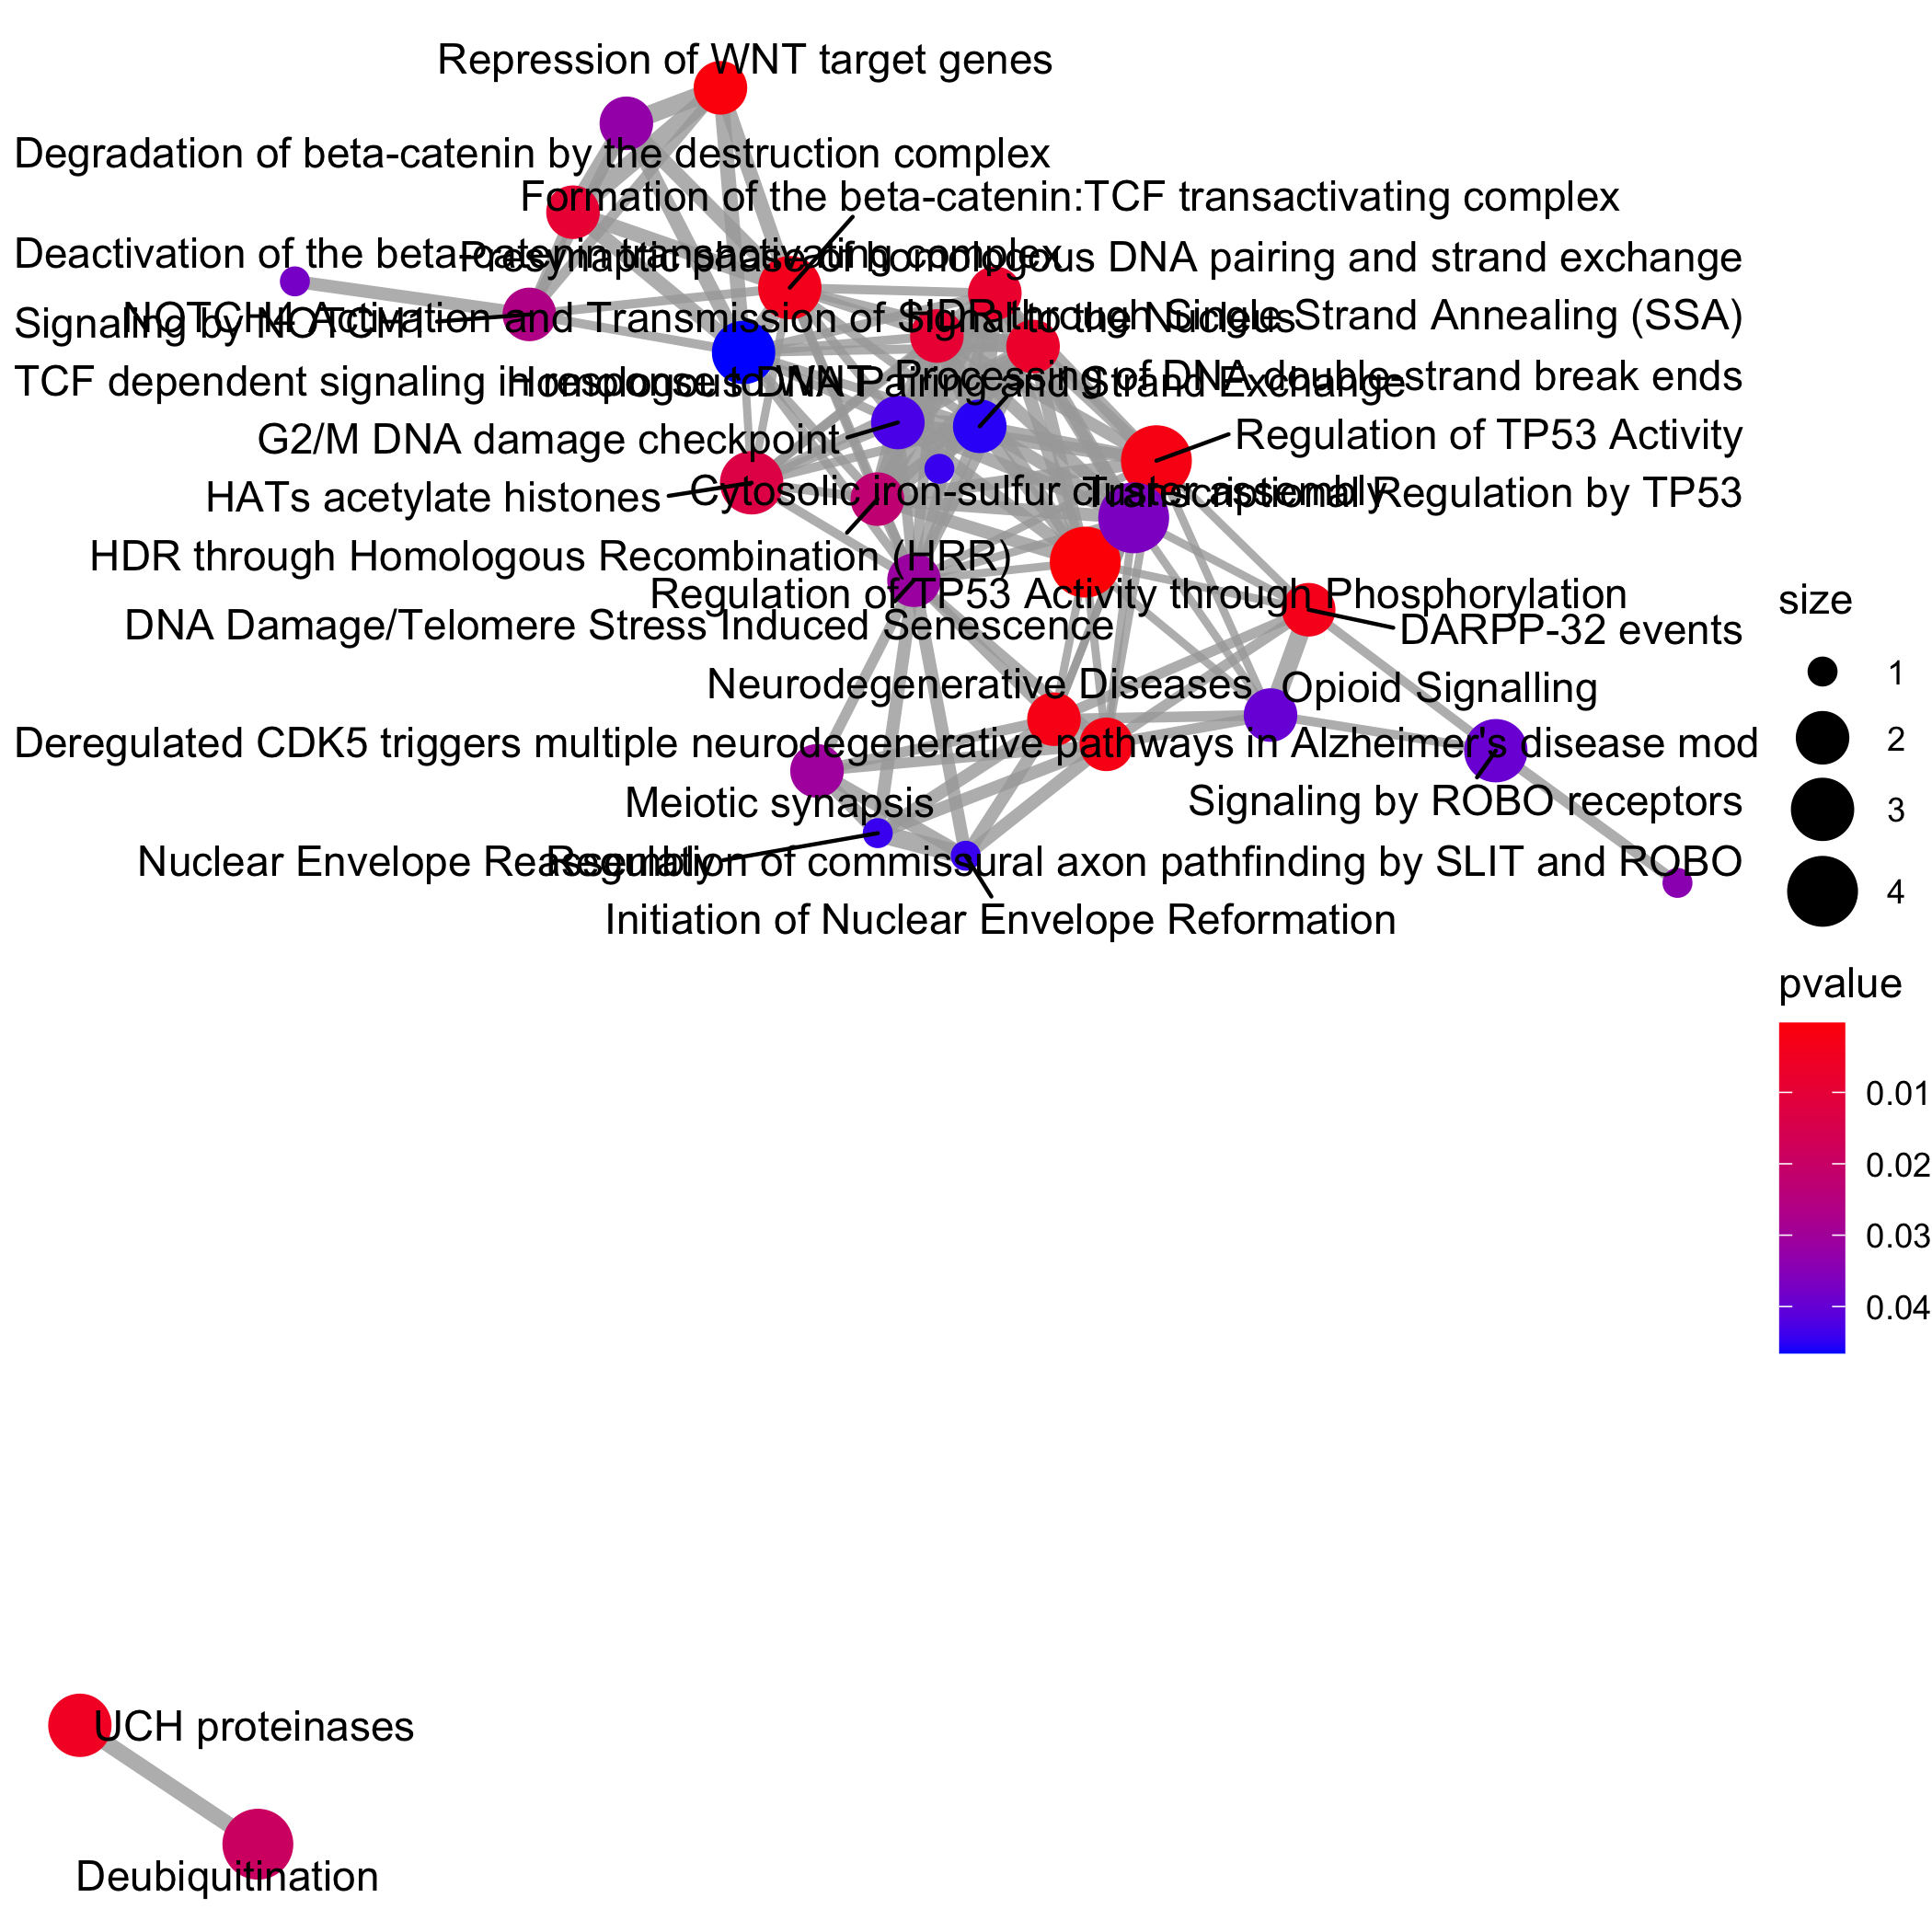 Repression of WNT target genes
Degradation of beta-catenin by the destruction complex
Formation of the beta-catenin:TCF transactivating complex
Deactivation of the beta-catenin transactivating complex
Presynaptic phase of homologous DNA pairing and strand exchange
Signaling by NOTCH1
NOTCH4 Activation and Transmission of Signal to the Nucleus
HDR through Single Strand Annealing (SSA)
TCF dependent signaling in response to WNT
Homologous DNA Pairing and Strand Exchange
Processing of DNA double-strand break ends
G2/M DNA damage checkpoint
Regulation of TP53 Activity
HATs acetylate histones
Cytosolic iron-sulfur cluster assembly
Transcriptional Regulation by TP53
HDR through Homologous Recombination (HRR)
Regulation of TP53 Activity through Phosphorylation
DNA Damage/Telomere Stress Induced Senescence
DARPP-32 events
Neurodegenerative Diseases
Opioid Signalling
Deregulated CDK5 triggers multiple neurodegenerative pathways in Alzheimer's disease mod
Meiotic synapsis
Signaling by ROBO receptors
Nuclear Envelope Reassembly
Regulation of commissural axon pathfinding by SLIT and ROBO
Initiation of Nuclear Envelope Reformation
size
1
2
3
4
pvalue
0.01
0.02
0.03
0.04
UCH proteinases
Deubiquitination